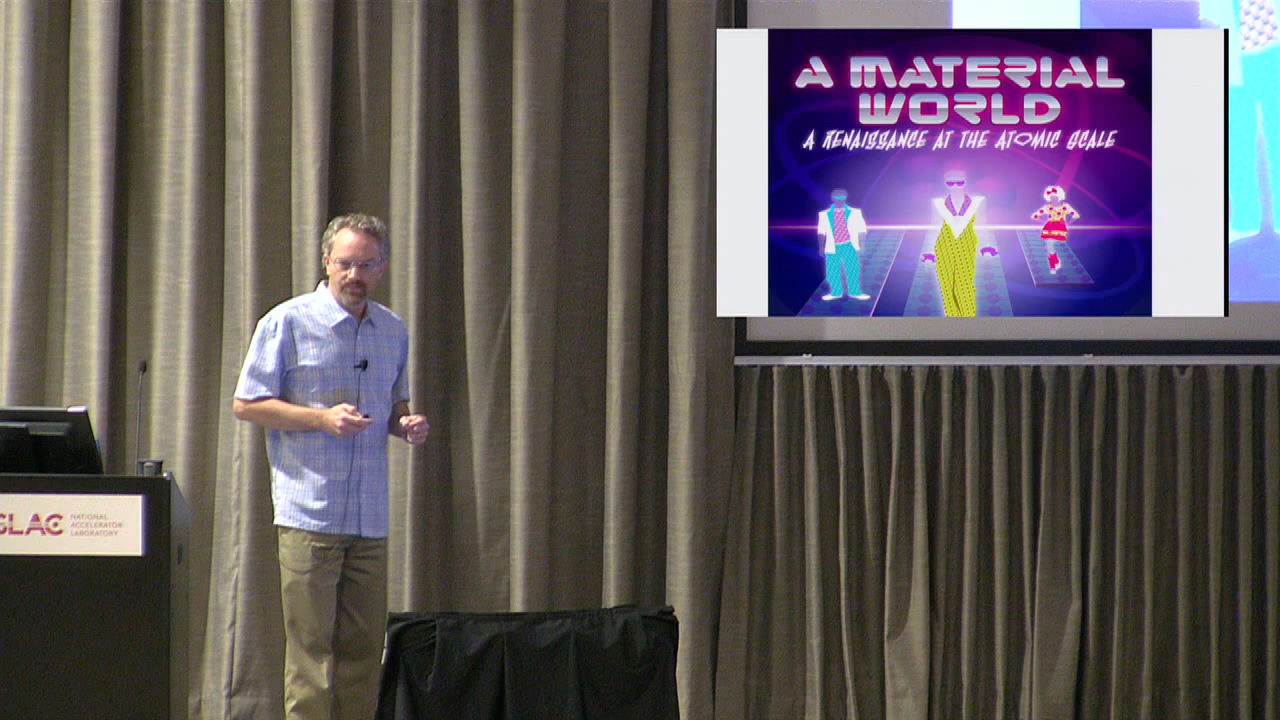 A MATERIAL
WORLD
A RENAISSANCE AT THE ATOMIC SCALE
SLAC
NATIONAL
ACCELERATOR
LABORATORY